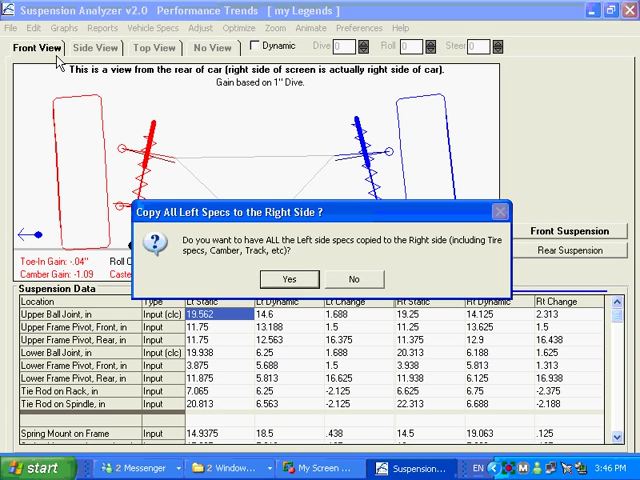 Suspension Analyzer v2.0   Performance Trends   [ my Legends ]
File Edit Graphs Reports Vehicle Specs Adjust Optimize Zoom Animate Preferences Help
Front View Side View Top View No View Dynamic Dive 0 Roll 0 Steer 0
This is a view from the rear of car (right side of screen is actually right side of car).
Gain based on 1" Dive.
Copy All Left Specs to the Right Side ?
Do you want to have ALL the Left side specs copied to the Right side (including Tire
specs, Camber, Track, etc)?
Yes No
Front Suspension
Rear Suspension
Toe-In Gain: -.04" Roll C
Camber Gain: -1.09 Caste
Suspension Data
Location Type Lt Static Lt Dynamic Lt Change Rt Static Rt Dynamic Rt Change
Upper Ball Joint, in Input (clc) 19.562 14.6 1.688 19.25 14.125 2.313
Upper Frame Pivot, Front, in Input 11.75 13.188 1.5 11.25 13.625 1.5
Upper Frame Pivot, Rear, in Input 11.75 12.563 16.375 11.375 12.9 16.438
Lower Ball Joint, in Input (clc) 19.938 6.25 1.688 20.313 6.188 1.625
Lower Frame Pivot, Front, in Input 3.875 5.688 1.5 3.938 5.813 1.313
Lower Frame Pivot, Rear, in Input 11.875 5.813 16.625 11.938 6.125 16.938
Tie Rod on Rack, in Input 7.065 6.25 -2.125 6.75 6.375 -2.375
Tie Rod on Spindle, in Input 20.813 6.563 -2.125 22.313 6.688 -2.188
Spring Mount on Frame Input 14.9375 18.5 .438 14.5 19.063 .125
start 2 Messenger 2 Window... My Screen ... Suspension... EN 3:46 PM